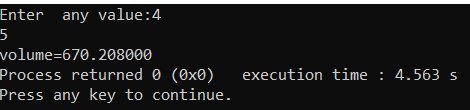 Enter  any value:4
5
volume=670.208000
Process returned 0 (0x0)   execution time : 4.563 s
Press any key to continue.